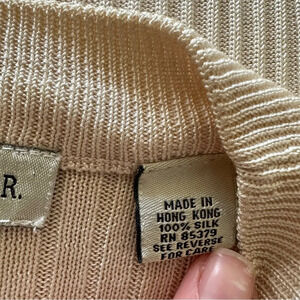 R.
MADE IN
HONG KONG
100% SILK
RN 85379
SEE REVERSE
FOR CARE